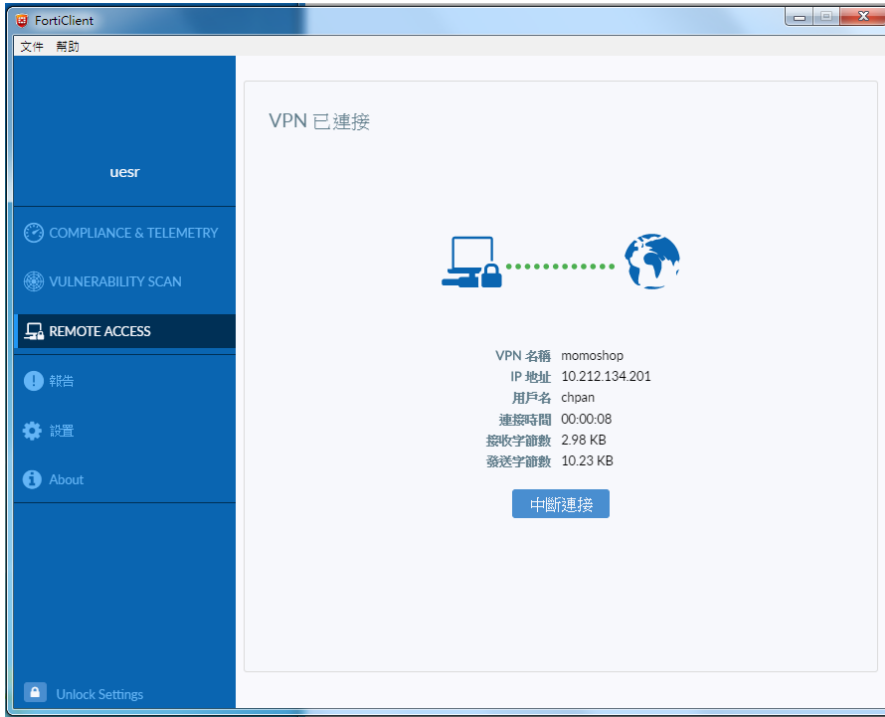 FortiClient
文件 幫助
uesr
COMPLIANCE & TELEMETRY
VULNERABILITY SCAN
REMOTE ACCESS
報告
設置
About
Unlock Settings
VPN 已連接
VPN 名稱 momoshop
IP 地址 10.212.134.201
用戶名 chpan
連接時間 00:00:08
接收字節數 2.98 KB
發送字節數 10.23 KB
中斷連接